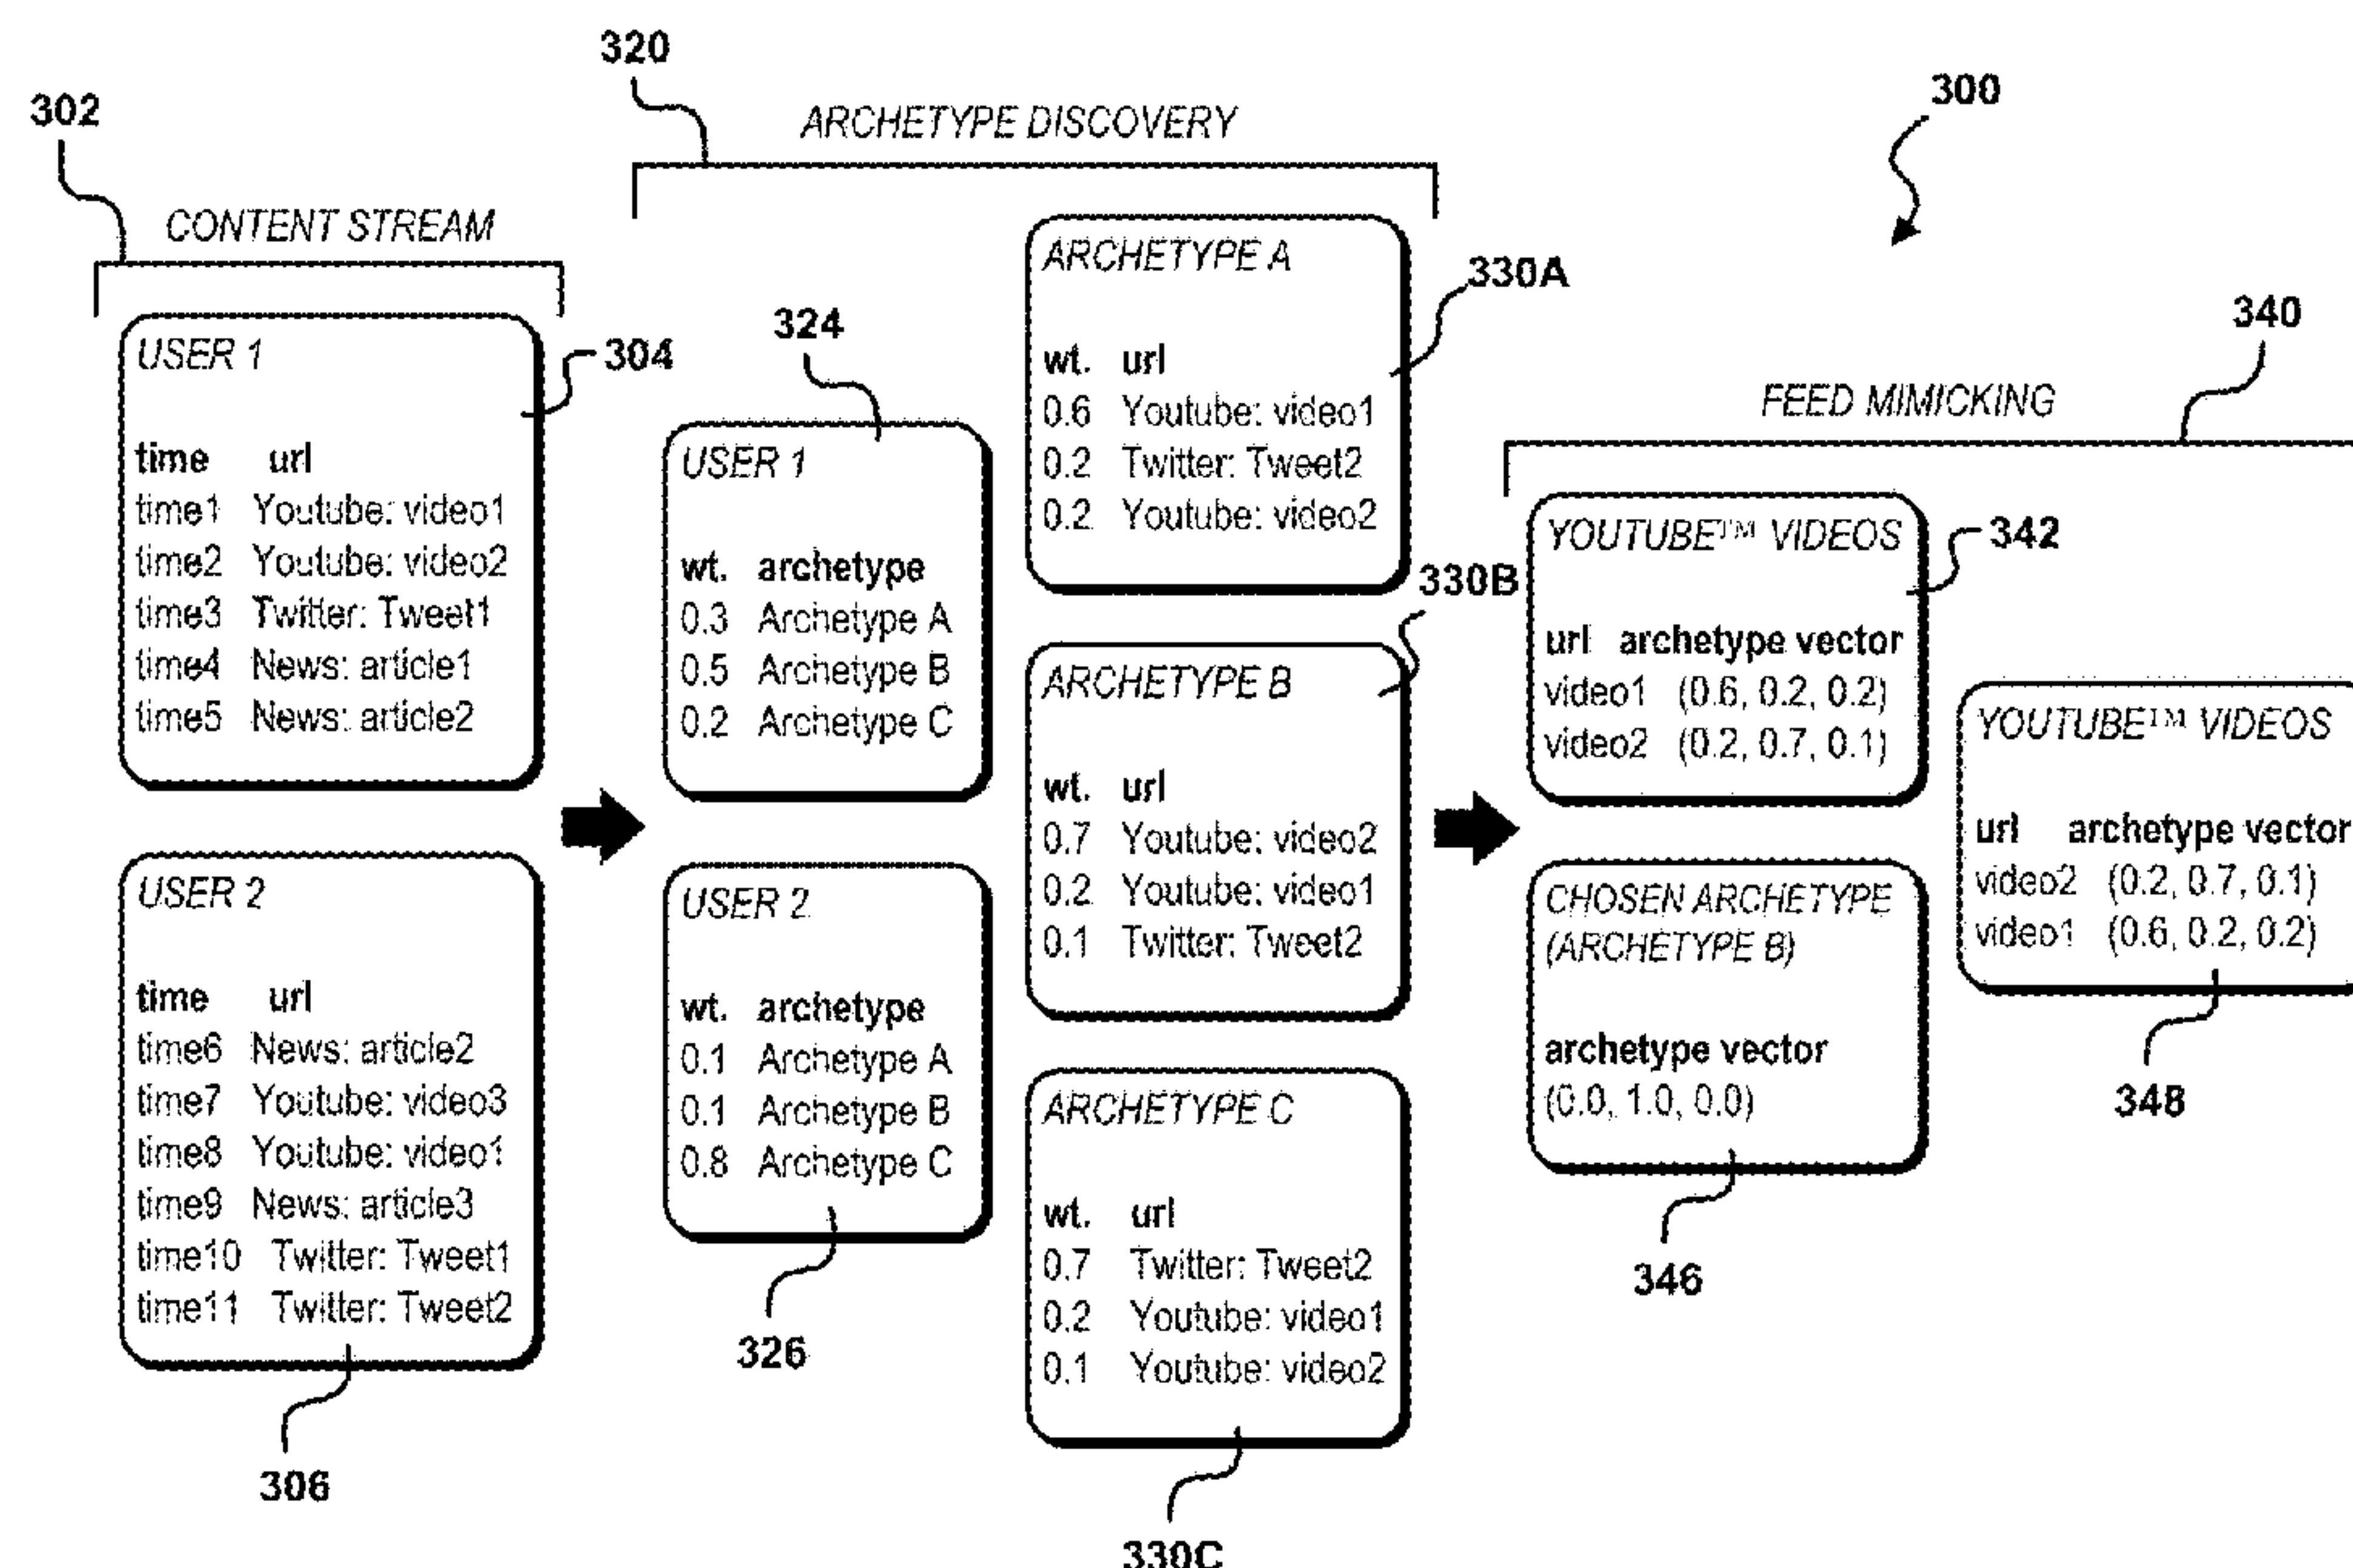 320
302
ARCHETYPE DISCOVERY
300
CONTENT STREAM
USER 1
304
time url
time1 Youtube: video1
time2 Youtube: video2
time3 Twitter: Tweet1
time4 News: article1
time5 News: article2
USER 2
time url
time6 News: article2
time7 Youtube: video3
time8 Youtube: video1
time9 News: article3
time10 Twitter: Tweet1
time11 Twitter: Tweet2
306
324
USER 1
wt. archetype
0.3 Archetype A
0.5 Archetype B
0.2 Archetype C
USER 2
wt. archetype
0.1 Archetype A
0.1 Archetype B
0.8 Archetype C
326
ARCHETYPE A
330A
wt. url
0.6 Youtube: video1
0.2 Twitter: Tweet2
0.2 Youtube: video2
330B
ARCHETYPE B
wt. url
0.7 Youtube: video2
0.2 Youtube: video1
0.1 Twitter: Tweet2
ARCHETYPE C
wt. url
0.7 Twitter: Tweet2
0.2 Youtube: video1
0.1 Youtube: video2
330C
340
FEED MIMICKING
YOUTUBE™ VIDEOS
342
url archetype vector
video1 (0.6, 0.2, 0.2)
video2 (0.2, 0.7, 0.1)
CHOSEN ARCHETYPE
(ARCHETYPE B)
archetype vector
(0.0, 1.0, 0.0)
346
YOUTUBE™ VIDEOS
url archetype vector
video2 (0.2, 0.7, 0.1)
video1 (0.6, 0.2, 0.2)
348